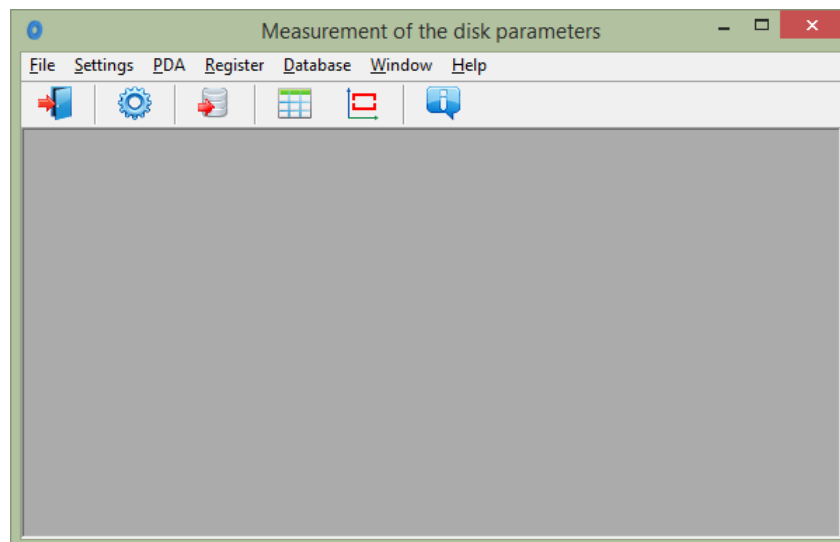 Measurement of the disk parameters
File Settings PDA Register Database Window Help